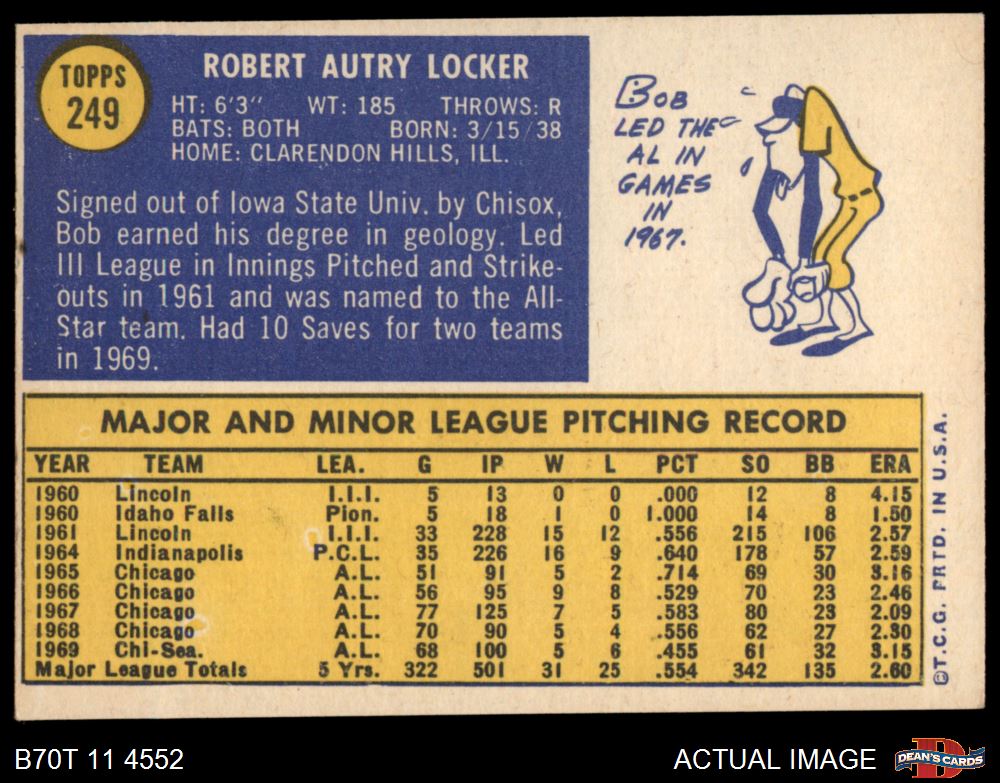 TOPPS
249
ROBERT AUTRY LOCKER
HT: 6'3" WT: 185 THROWS: R
BATS: BOTH BORN: 3/15/38
HOME: CLARENDON HILLS, ILL.
Signed out of Iowa State Univ. by Chisox,
Bob earned his degree in geology. Led
III League in Innings Pitched and Strike-
outs in 1961 and was named to the All-
Star team. Had 10 Saves for two teams
in 1969.
BOB
LED THE
AL IN
GAMES
IN
1967.
MAJOR AND MINOR LEAGUE PITCHING RECORD
YEAR TEAM LEA. G IP W L PCT SO BB ERA
1960 Lincoln I.I.I. 5 13 0 0 .000 12 8 4.15
1960 Idaho Falls Pion. 5 18 1 0 1.000 14 8 1.50
1961 Lincoln I.I.I. 33 228 15 12 .556 215 106 2.57
1964 Indianapolis P.C.L. 35 226 16 9 .640 178 57 2.59
1965 Chicago A.L. 51 91 5 2 .714 69 30 3.16
1966 Chicago A.L. 56 95 9 8 .529 70 23 2.46
1967 Chicago A.L. 77 125 7 5 .583 80 23 2.09
1968 Chicago A.L. 70 90 5 4 .556 62 27 2.30
1969 Chi-Sea. A.L. 68 100 5 6 .455 61 32 3.15
Major League Totals 5 Yrs. 322 501 31 25 .554 342 135 2.60
©T.C.G. PRTD. IN U.S.A.
B70T 11 4552
ACTUAL IMAGE
D
DEAN'S CARDS